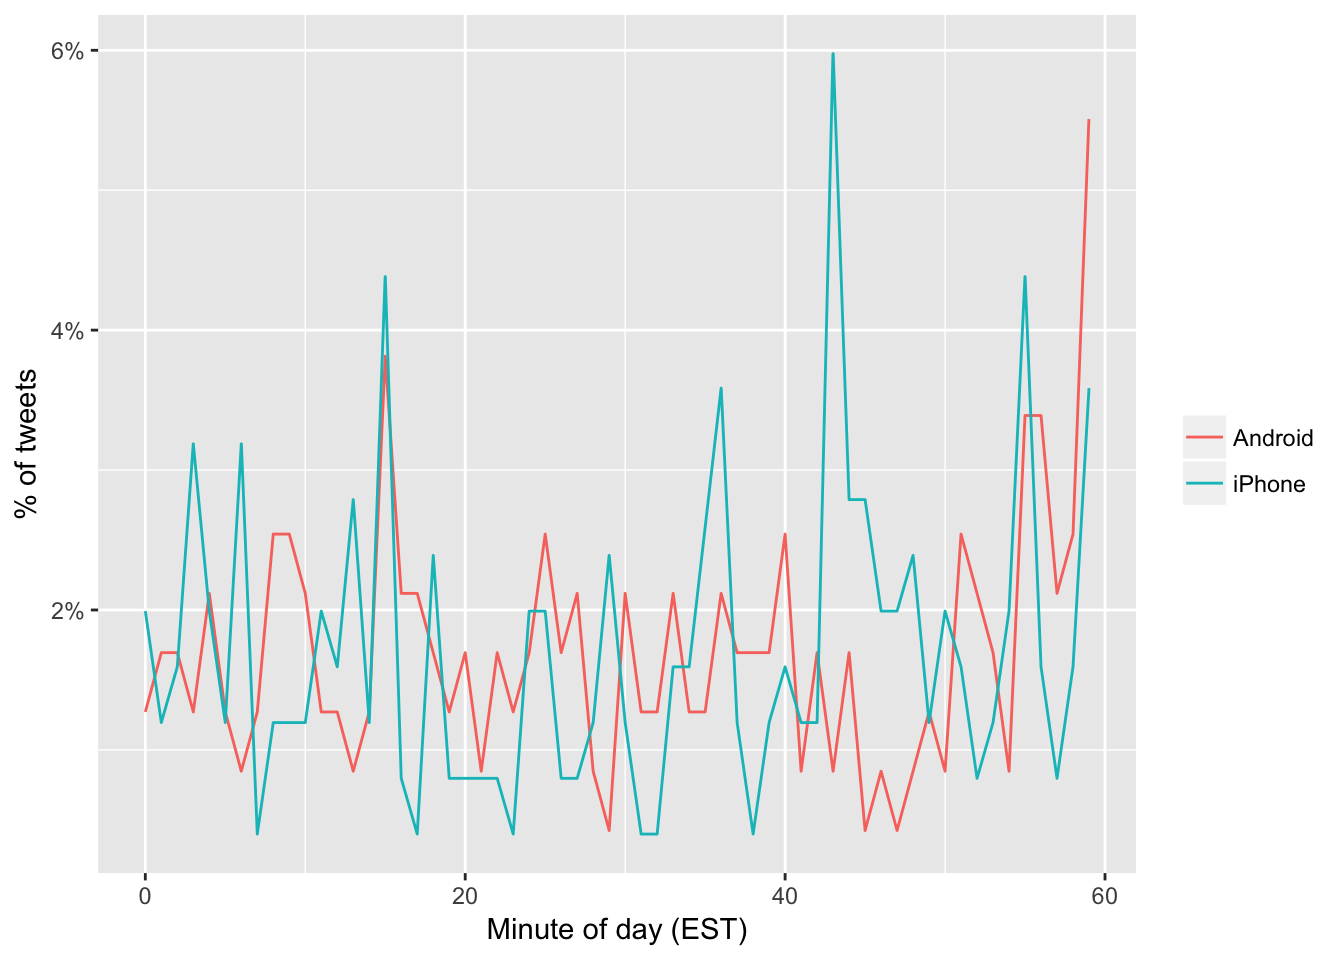 6%
4%
2%
% of tweets
0
20
40
60
Minute of day (EST)
Android
iPhone